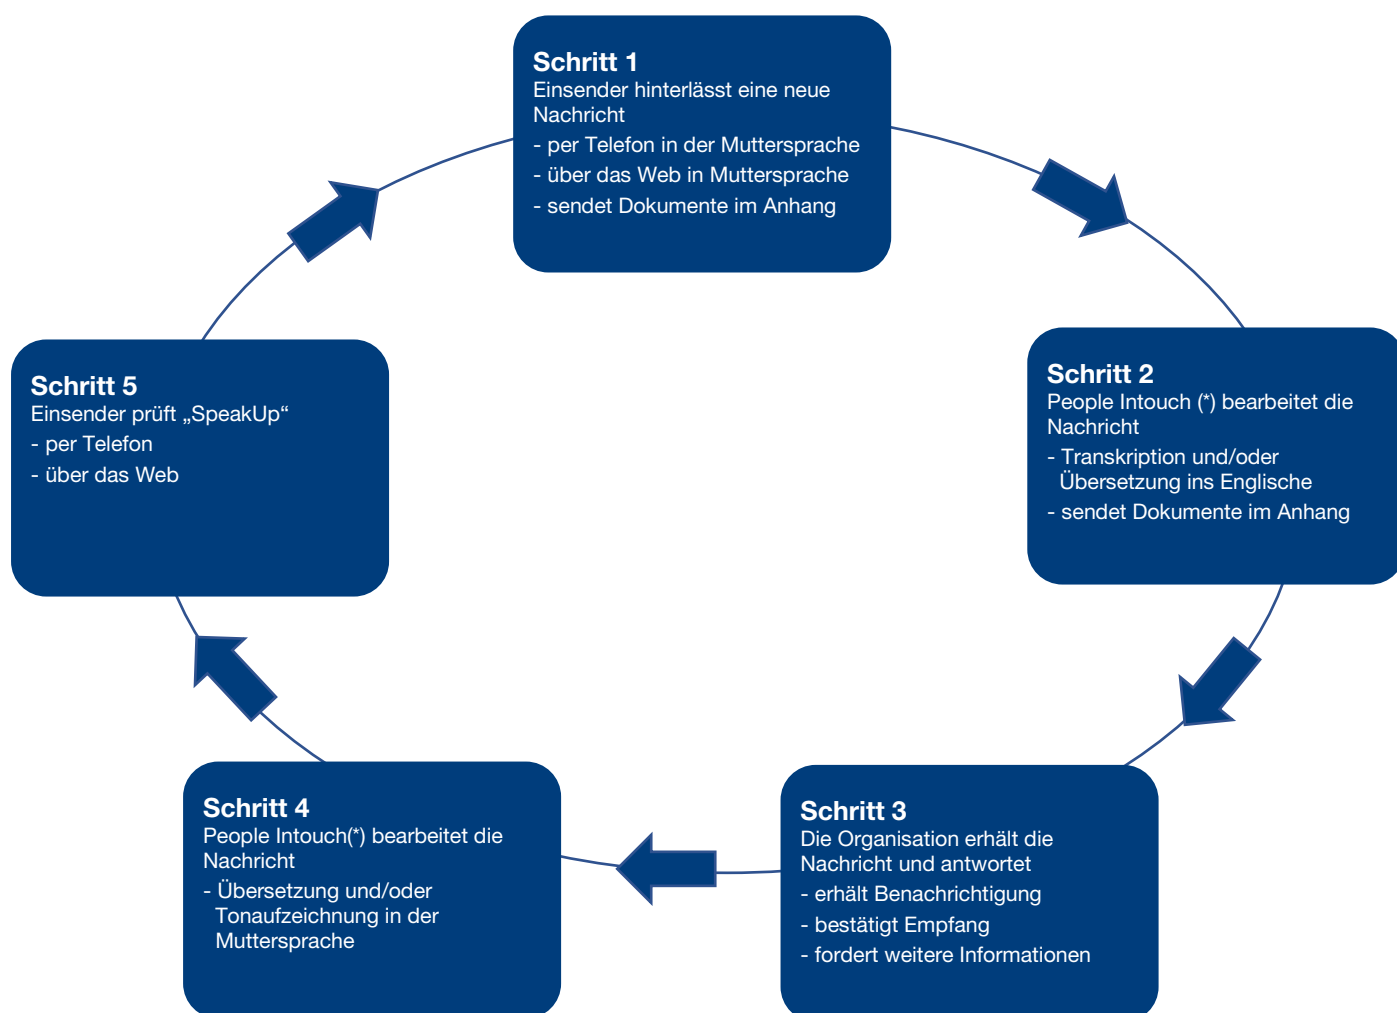 Schritt 1
Einsender hinterlässt eine neue
Nachricht
- per Telefon in der Muttersprache
- über das Web in Muttersprache
- sendet Dokumente im Anhang
Schritt 2
People Intouch (*) bearbeitet die
Nachricht
- Transkription und/oder
Übersetzung ins Englische
- sendet Dokumente im Anhang
Schritt 3
Die Organisation erhält die
Nachricht und antwortet
- erhält Benachrichtigung
- bestätigt Empfang
- fordert weitere Informationen
Schritt 4
People Intouch(*) bearbeitet die
Nachricht
- Übersetzung und/oder
Tonaufzeichnung in der
Muttersprache
Schritt 5
Einsender prüft „SpeakUp“
- per Telefon
- über das Web